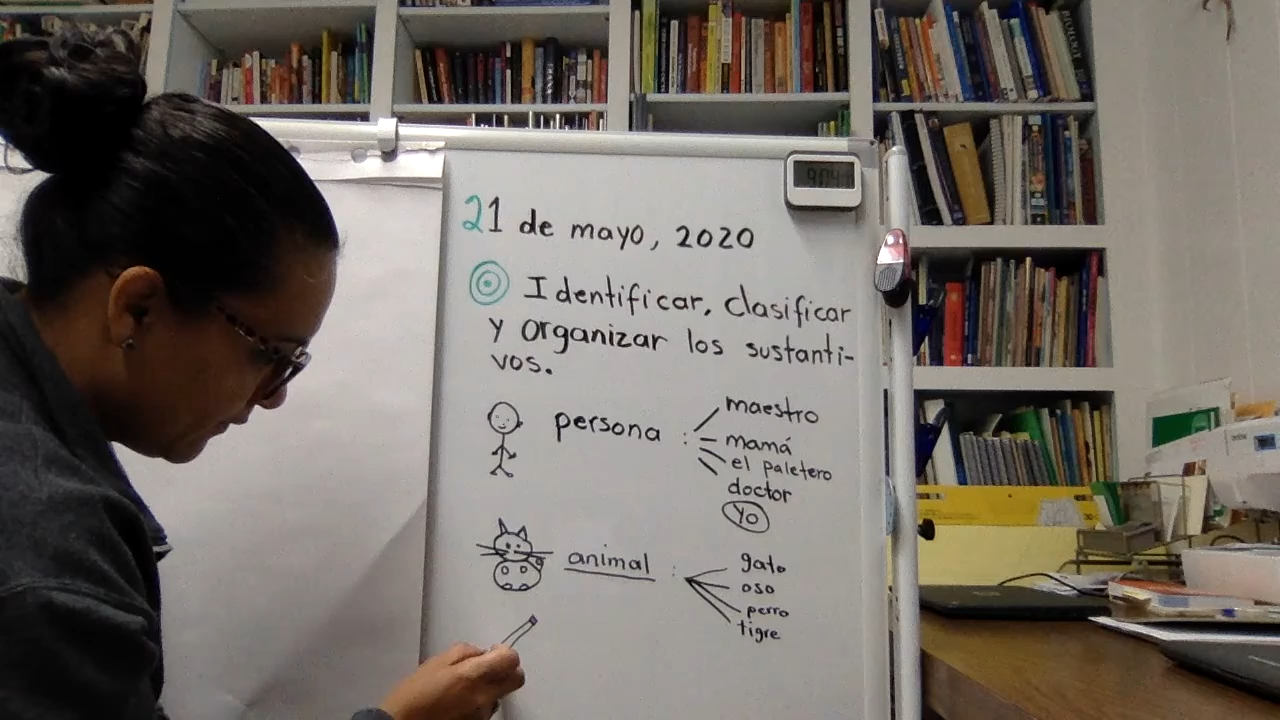 21 de mayo, 2020
Identificar, clasificar
y organizar los sustanti-
vos.
persona :
maestro
mamá
el paletero
doctor
yo
animal :
gato
oso
perro
tigre